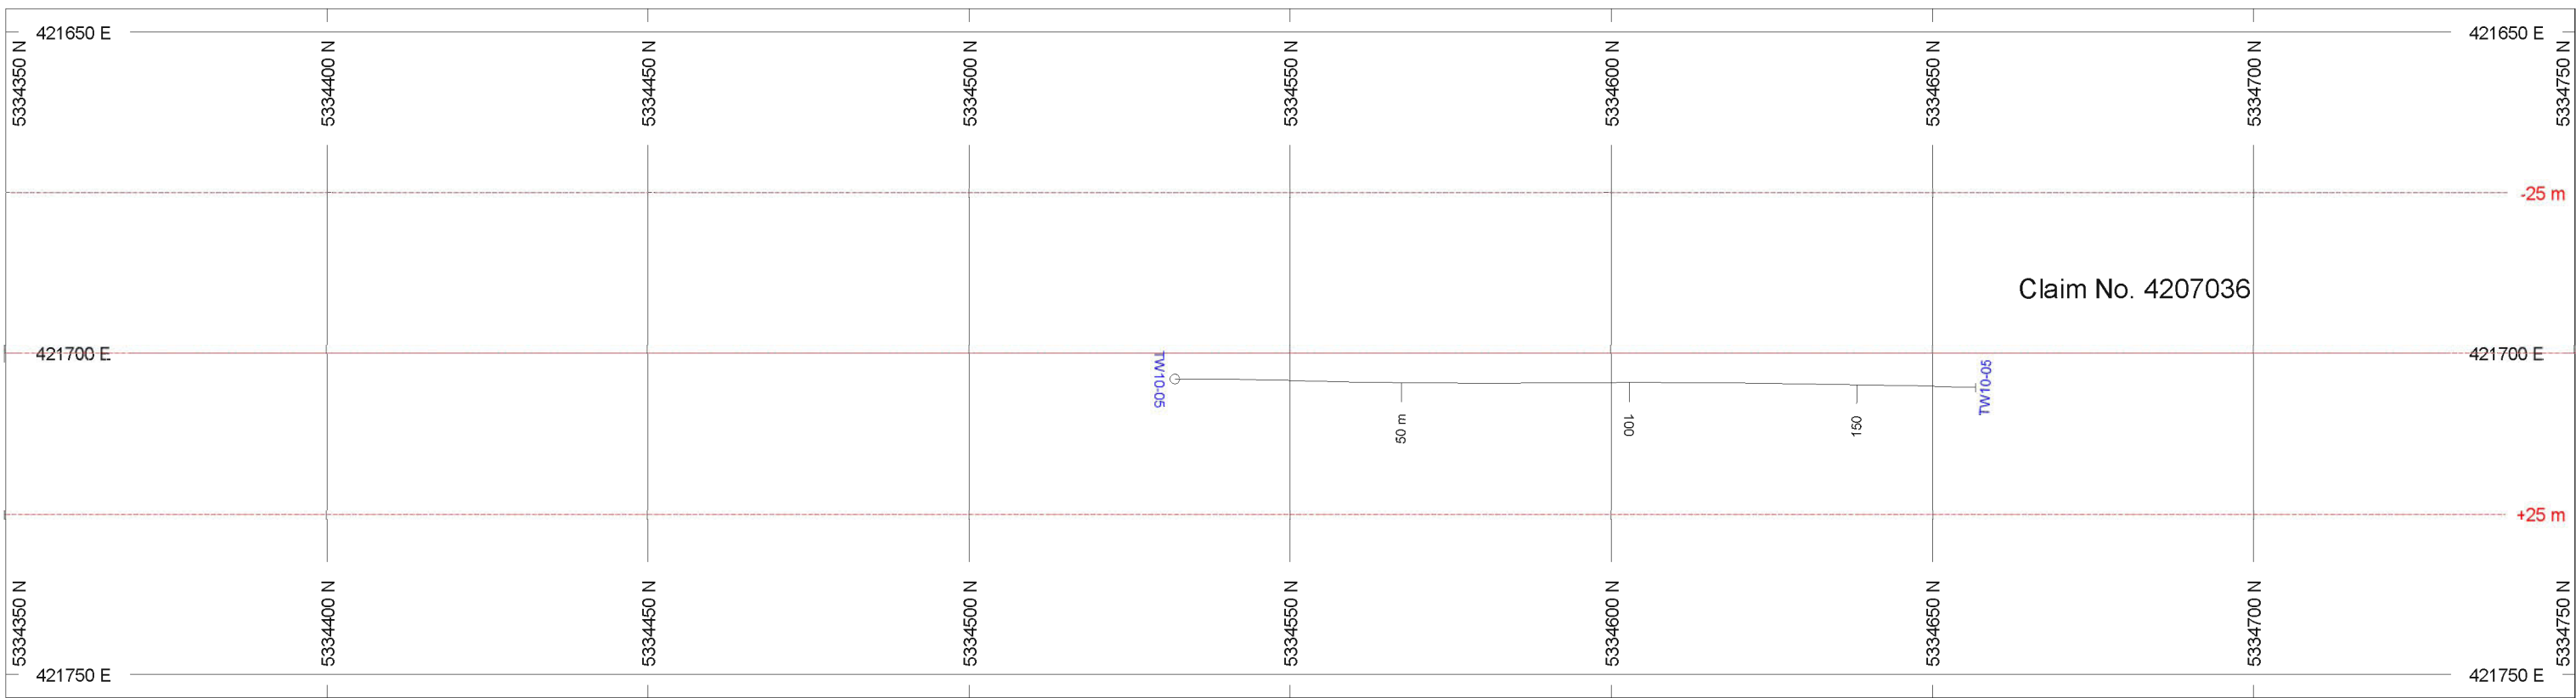 421650 E
421650 E
5334350 N
5334400 N
5334450 N
5334500 N
5334550 N
5334600 N
5334650 N
5334700 N
5334750 N
-25 m
Claim No. 4207036
421700 E
421700 E
TW10-05
TW10-05
50 m
100
150
+25 m
5334350 N
5334400 N
5334450 N
5334500 N
5334550 N
5334600 N
5334650 N
5334700 N
5334750 N
421750 E
421750 E